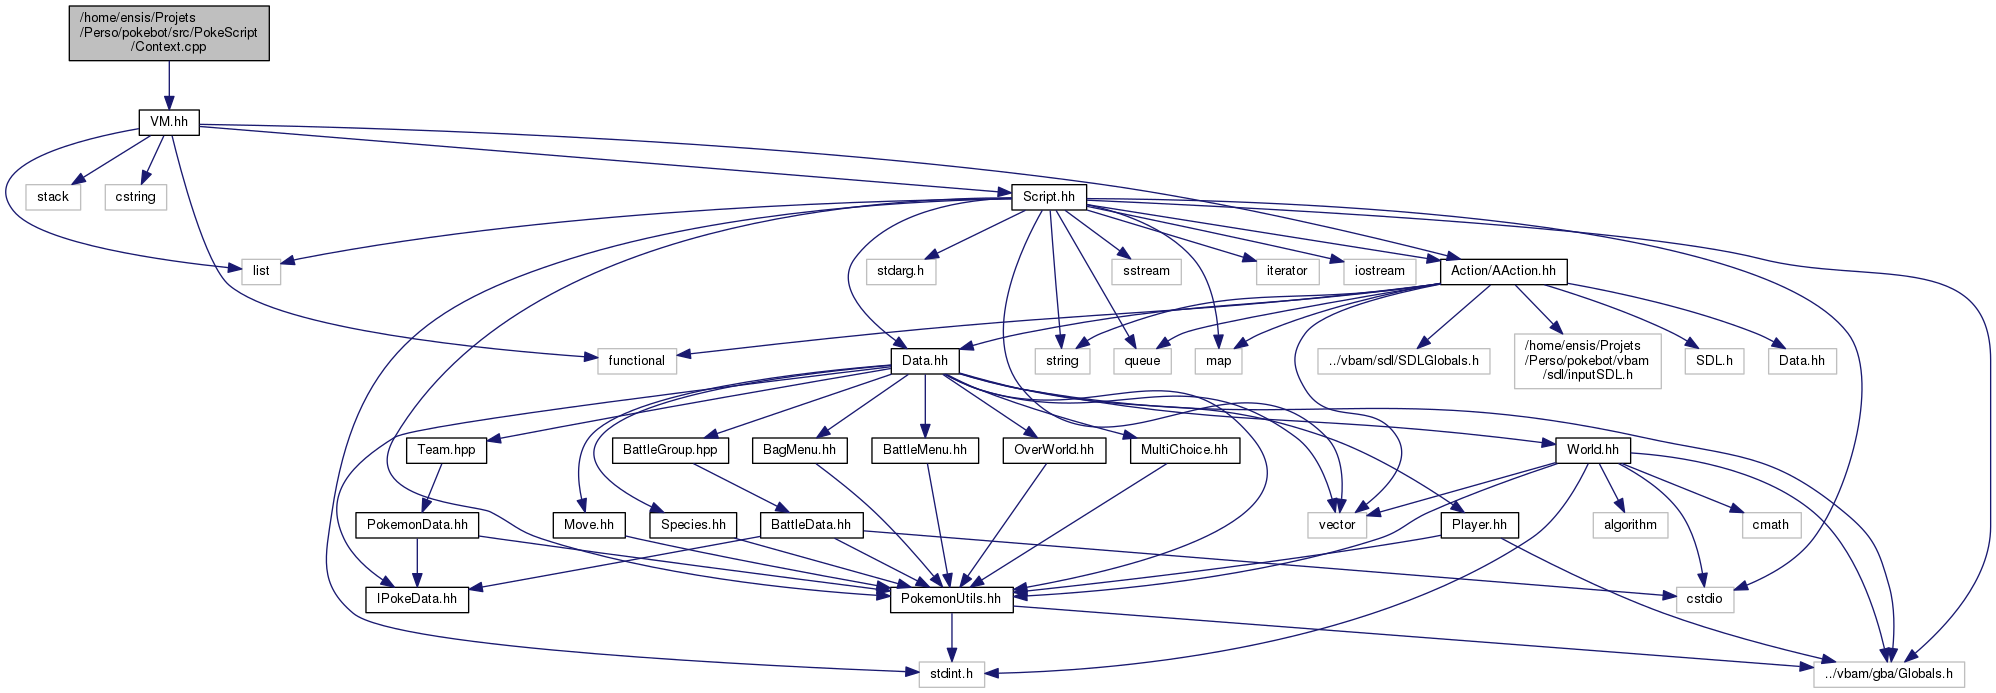 /home/ensis/Projets
/Perso/pokebot/src/PokeScript
/Context.cpp
VM.hh
stack
cstring
Script.hh
list
stdarg.h
sstream
iterator
iostream
Action/AAction.hh
functional
Data.hh
string
queue
map
../vbam/sdl/SDLGlobals.h
/home/ensis/Projets
/Perso/pokebot/vbam
/sdl/inputSDL.h
SDL.h
Data.hh
Team.hpp
BattleGroup.hpp
BagMenu.hh
BattleMenu.hh
OverWorld.hh
MultiChoice.hh
World.hh
PokemonData.hh
Move.hh
Species.hh
BattleData.hh
vector
Player.hh
algorithm
cmath
IPokeData.hh
PokemonUtils.hh
cstdio
stdint.h
../vbam/gba/Globals.h